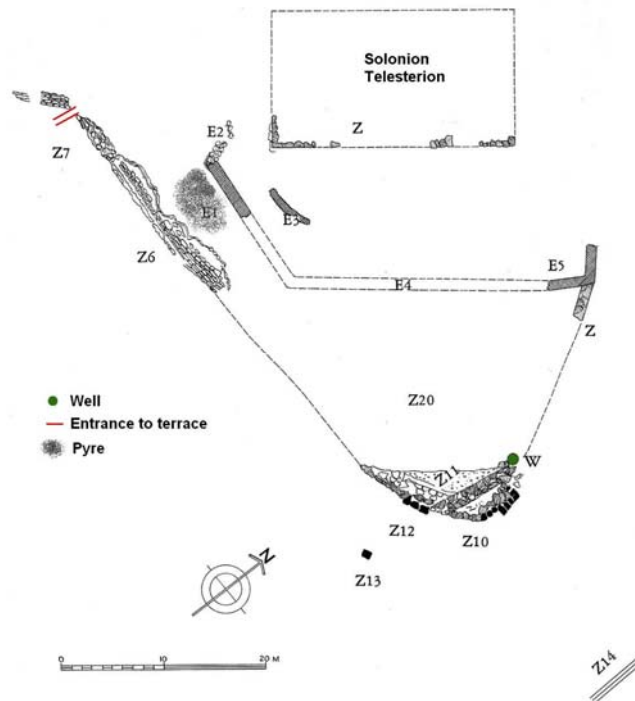 Solonion
Telesterion
Z
E2
Z7
E1
E3
Z6
E5
E4
Z
Z20
Well
Entrance to terrace
Pyre
W
Z11
Z12
Z10
Z13
N
Z14
0 10 20 M.